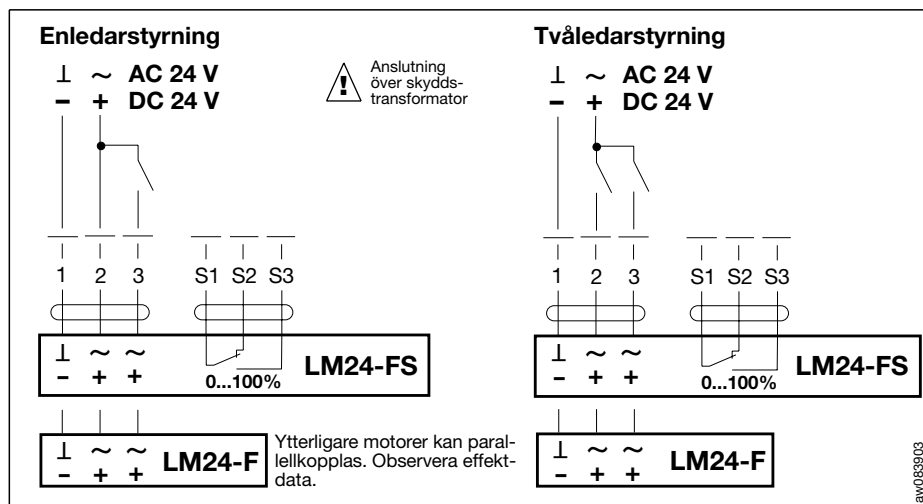 Enledarstyrning
⊥ ~ AC 24 V
– + DC 24 V
Anslutning
över skydds-
transformator
1 2 3 S1 S2 S3
⊥ ~ ~
– + +
0...100%
LM24-FS
⊥ ~ ~
– + +
LM24-F
Ytterligare motorer kan paral-
lellkopplas. Observera effekt-
data.
Tvåledarstyrning
⊥ ~ AC 24 V
– + DC 24 V
1 2 3 S1 S2 S3
⊥ ~ ~
– + +
0...100%
LM24-FS
⊥ ~ ~
– + +
LM24-F
aw083903